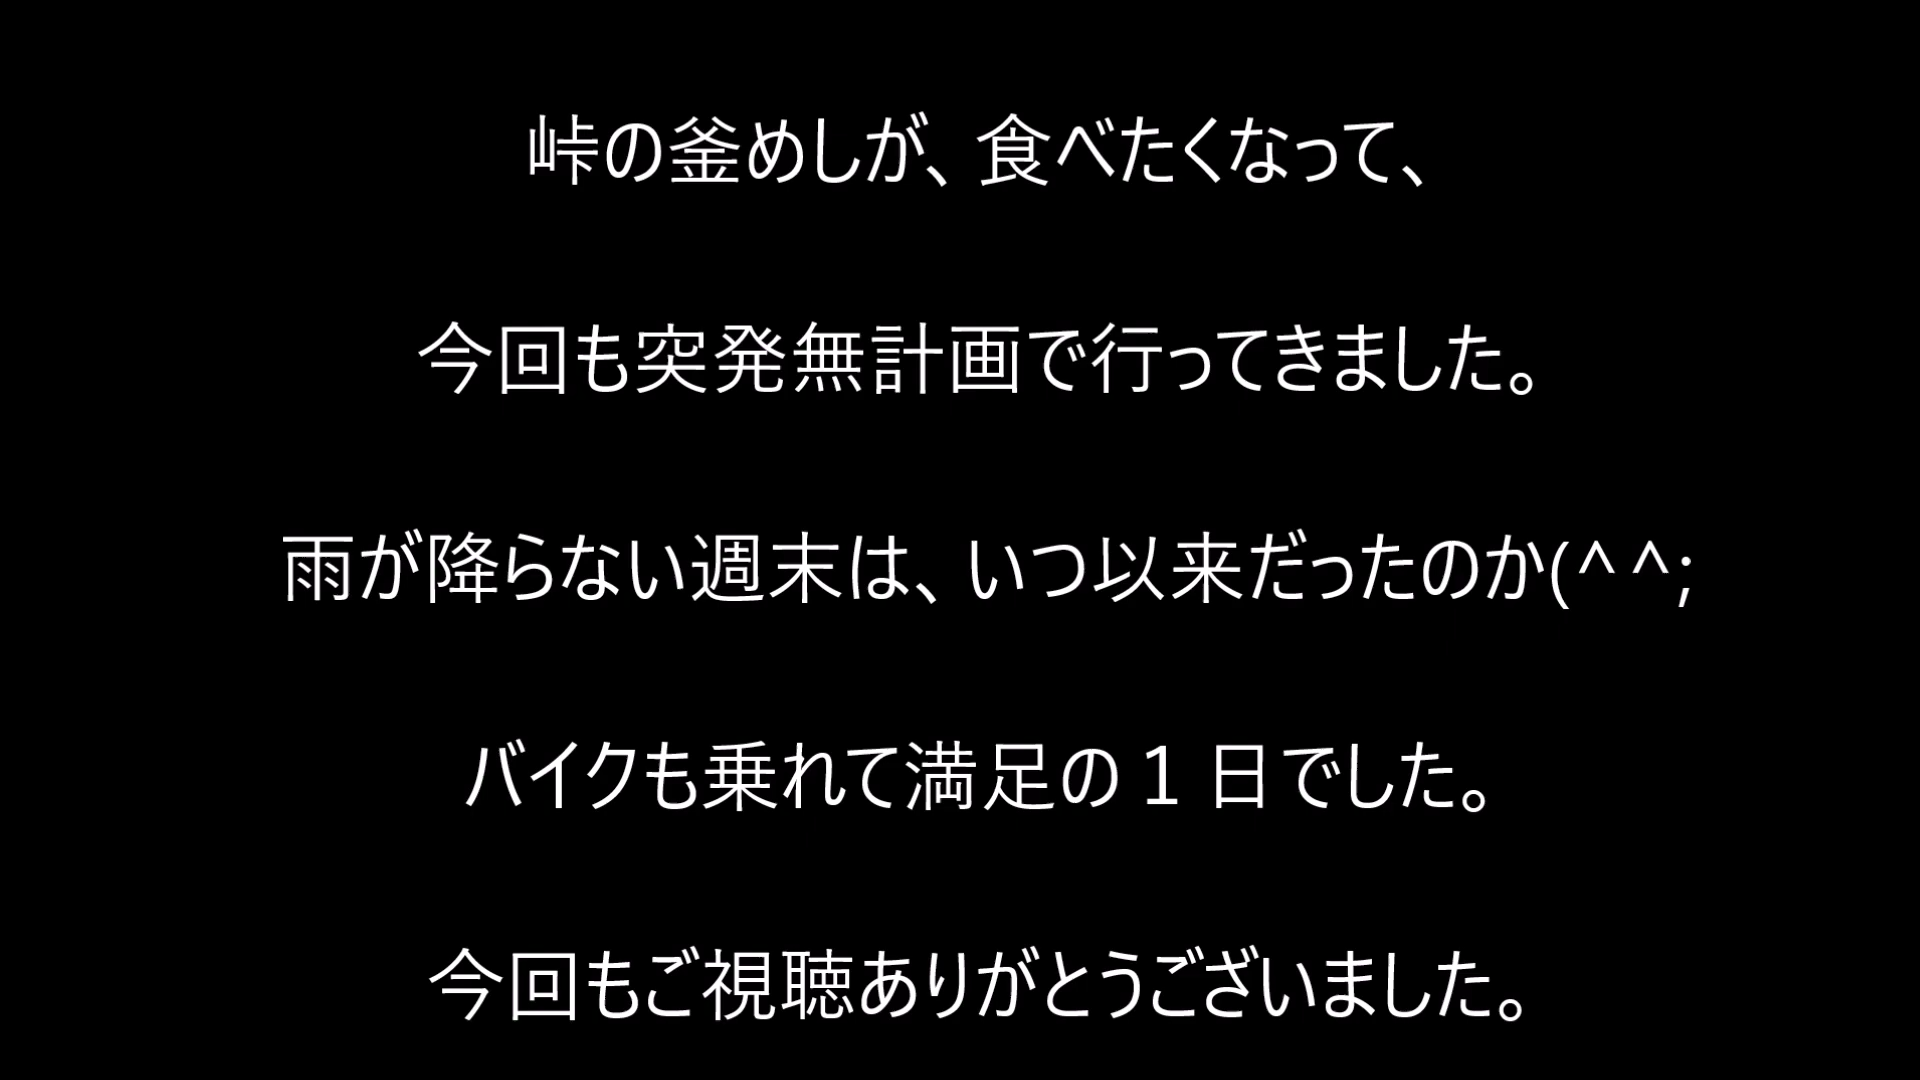 峠の釜めしが、食べたくなって、
今回も突発無計画で行ってきました。
雨が降らない週末は、いつ以来だったのか(^ ^;
バイクも乗れて満足の１日でした。
今回もご視聴ありがとうございました。